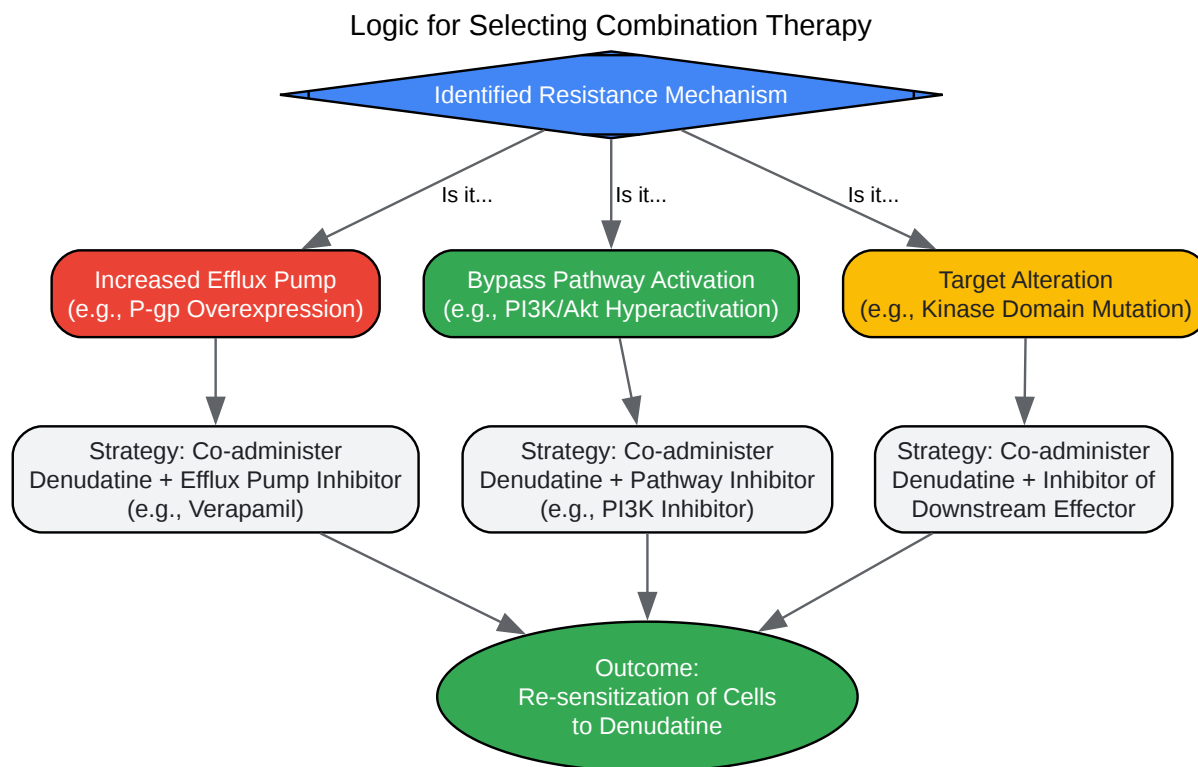 Logic for Selecting Combination Therapy
Identified Resistance Mechanism
Is it...
Is it...
Is it...
Increased Efflux Pump
(e.g., P-gp Overexpression)
Bypass Pathway Activation
(e.g., PI3K/Akt Hyperactivation)
Target Alteration
(e.g., Kinase Domain Mutation)
Strategy: Co-administer
Denudatine + Efflux Pump Inhibitor
(e.g., Verapamil)
Strategy: Co-administer
Denudatine + Pathway Inhibitor
(e.g., PI3K Inhibitor)
Strategy: Co-administer
Denudatine + Inhibitor of
Downstream Effector
Outcome:
Re-sensitization of Cells
to Denudatine